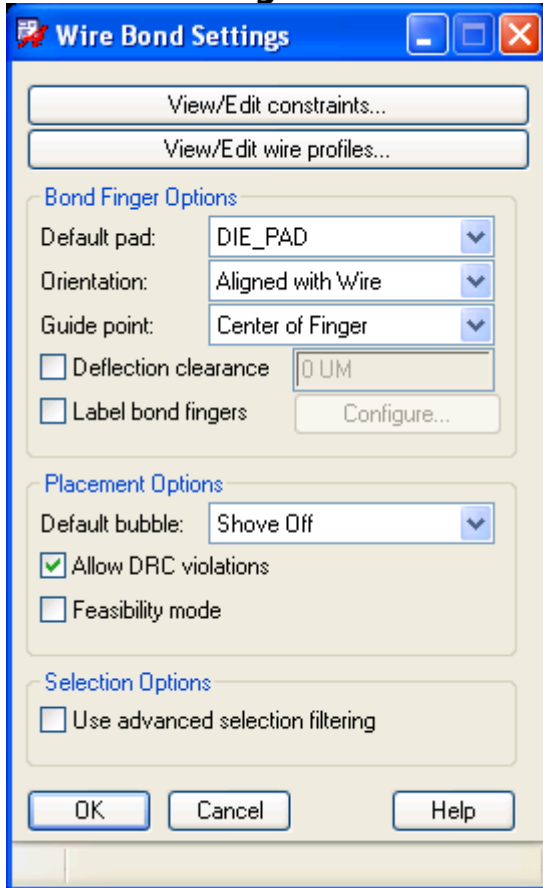 Wire Bond Settings
View/Edit constraints...
View/Edit wire profiles...
Bond Finger Options
Default pad: DIE_PAD
Orientation: Aligned with Wire
Guide point: Center of Finger
Deflection clearance 0 UM
Label bond fingers Configure...
Placement Options
Default bubble: Shove Off
Allow DRC violations
Feasibility mode
Selection Options
Use advanced selection filtering
OK Cancel Help